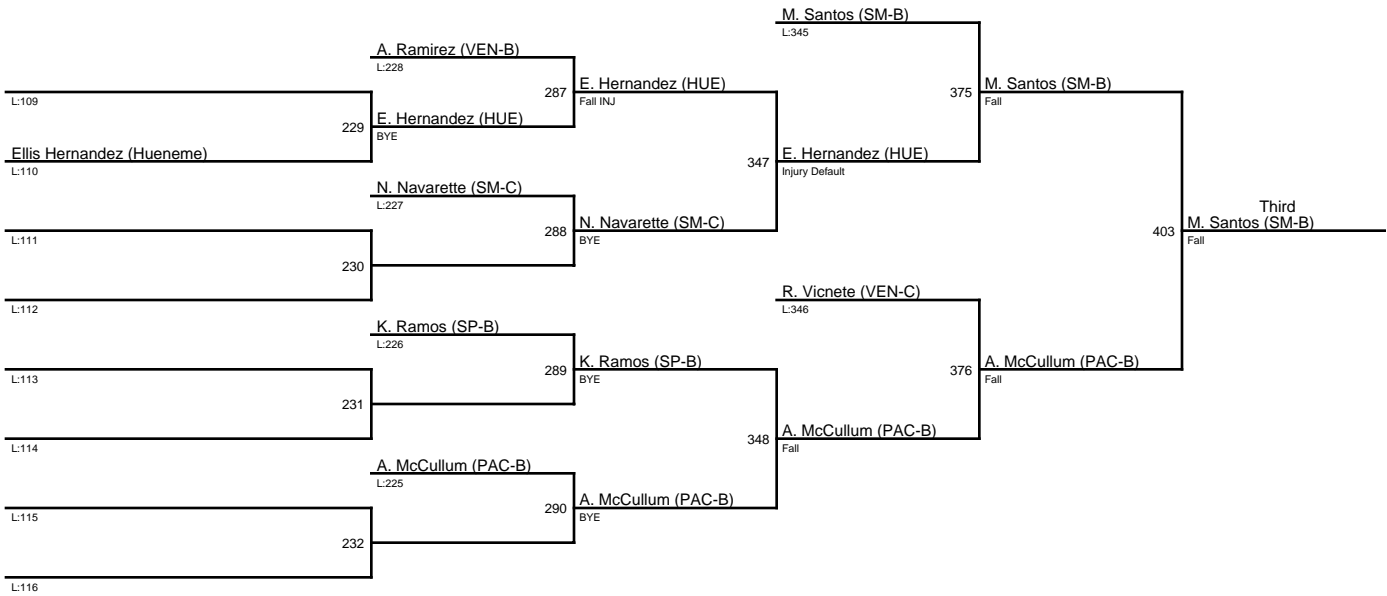 M. Santos (SM-B)
L:345
A. Ramirez (VEN-B)
L:228
287
E. Hernandez (HUE)
Fall INJ
375
M. Santos (SM-B)
Fall
L:109
229
E. Hernandez (HUE)
BYE
Ellis Hernandez (Hueneme)
L:110
347
E. Hernandez (HUE)
Injury Default
N. Navarette (SM-C)
L:227
288
N. Navarette (SM-C)
BYE
L:111
230
L:112
403
Third
M. Santos (SM-B)
Fall
R. Vicnete (VEN-C)
L:346
K. Ramos (SP-B)
L:226
289
K. Ramos (SP-B)
BYE
376
A. McCullum (PAC-B)
Fall
L:113
231
L:114
348
A. McCullum (PAC-B)
Fall
A. McCullum (PAC-B)
L:225
290
A. McCullum (PAC-B)
BYE
L:115
232
L:116